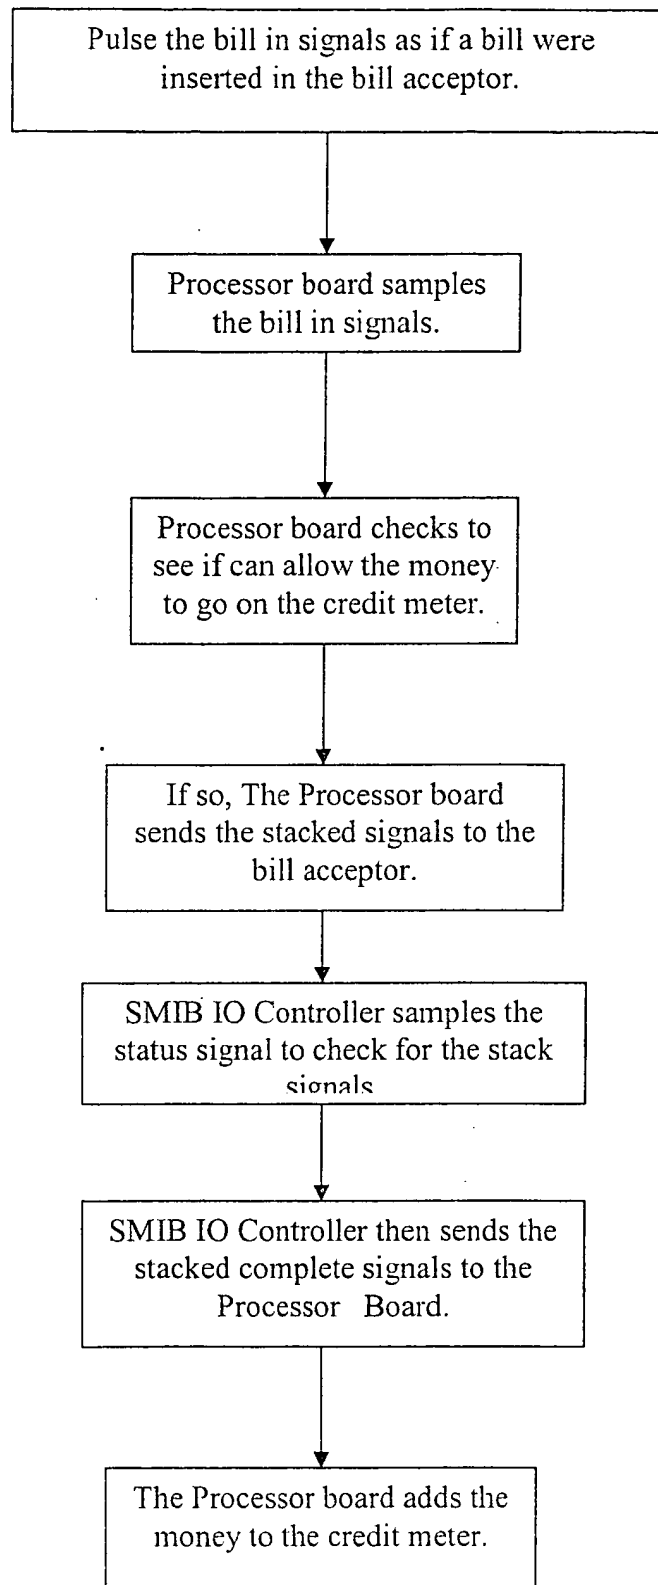 Pulse the bill in signals as if a bill were
inserted in the bill acceptor.
Processor board samples
the bill in signals.
Processor board checks to
see if can allow the money
to go on the credit meter.
If so, The Processor board
sends the stacked signals to the
bill acceptor.
SMIB IO Controller samples the
status signal to check for the stack
signals
SMIB IO Controller then sends the
stacked complete signals to the
Processor Board.
The Processor board adds the
money to the credit meter.